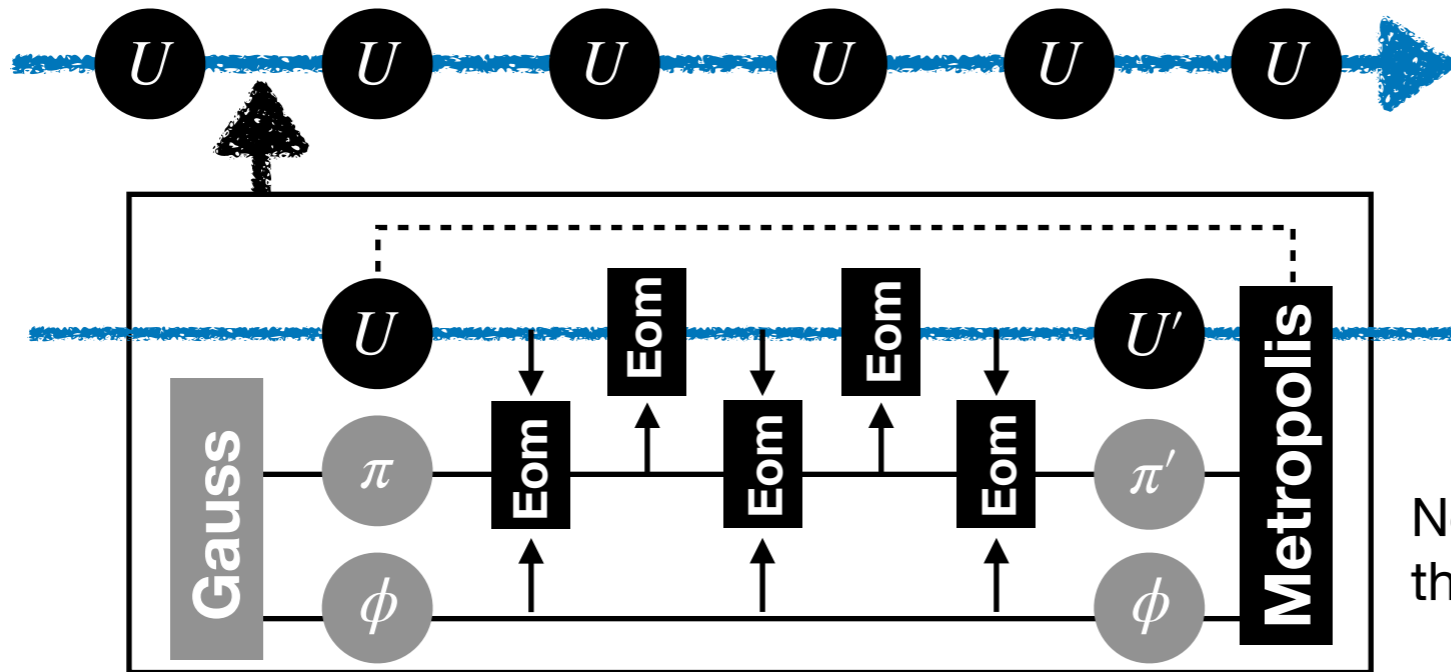 U U U U U U
U Eom Eom U′
Gauss π Eom Eom Eom π′ Metropolis
ϕ ϕ